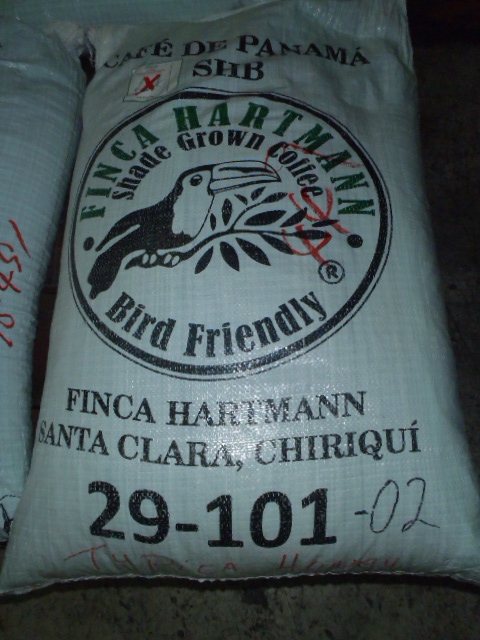 CAFÉ DE PANAMÁ
SHB
X
FINCA HARTMANN
Shade Grown Coffee
®
Bird Friendly
FINCA HARTMANN
SANTA CLARA, CHIRIQUÍ
29-101-02